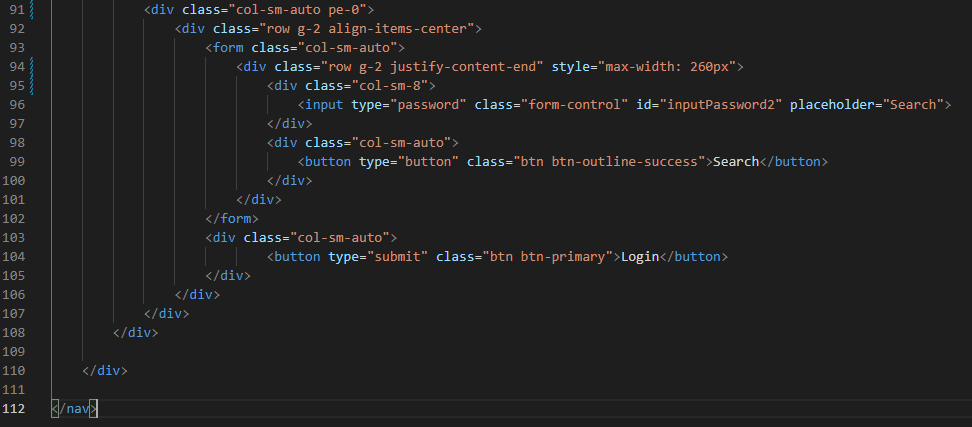 91 <div class="col-sm-auto pe-0">
92 <div class="row g-2 align-items-center">
93 <form class="col-sm-auto">
94 <div class="row g-2 justify-content-end" style="max-width: 260px">
95 <div class="col-sm-8">
96 <input type="password" class="form-control" id="inputPassword2" placeholder="Search">
97 </div>
98 <div class="col-sm-auto">
99 <button type="button" class="btn btn-outline-success">Search</button>
100 </div>
101 </div>
102 </form>
103 <div class="col-sm-auto">
104 <button type="submit" class="btn btn-primary">Login</button>
105 </div>
106 </div>
107 </div>
108 </div>
109
110 </div>
111
112 </nav>